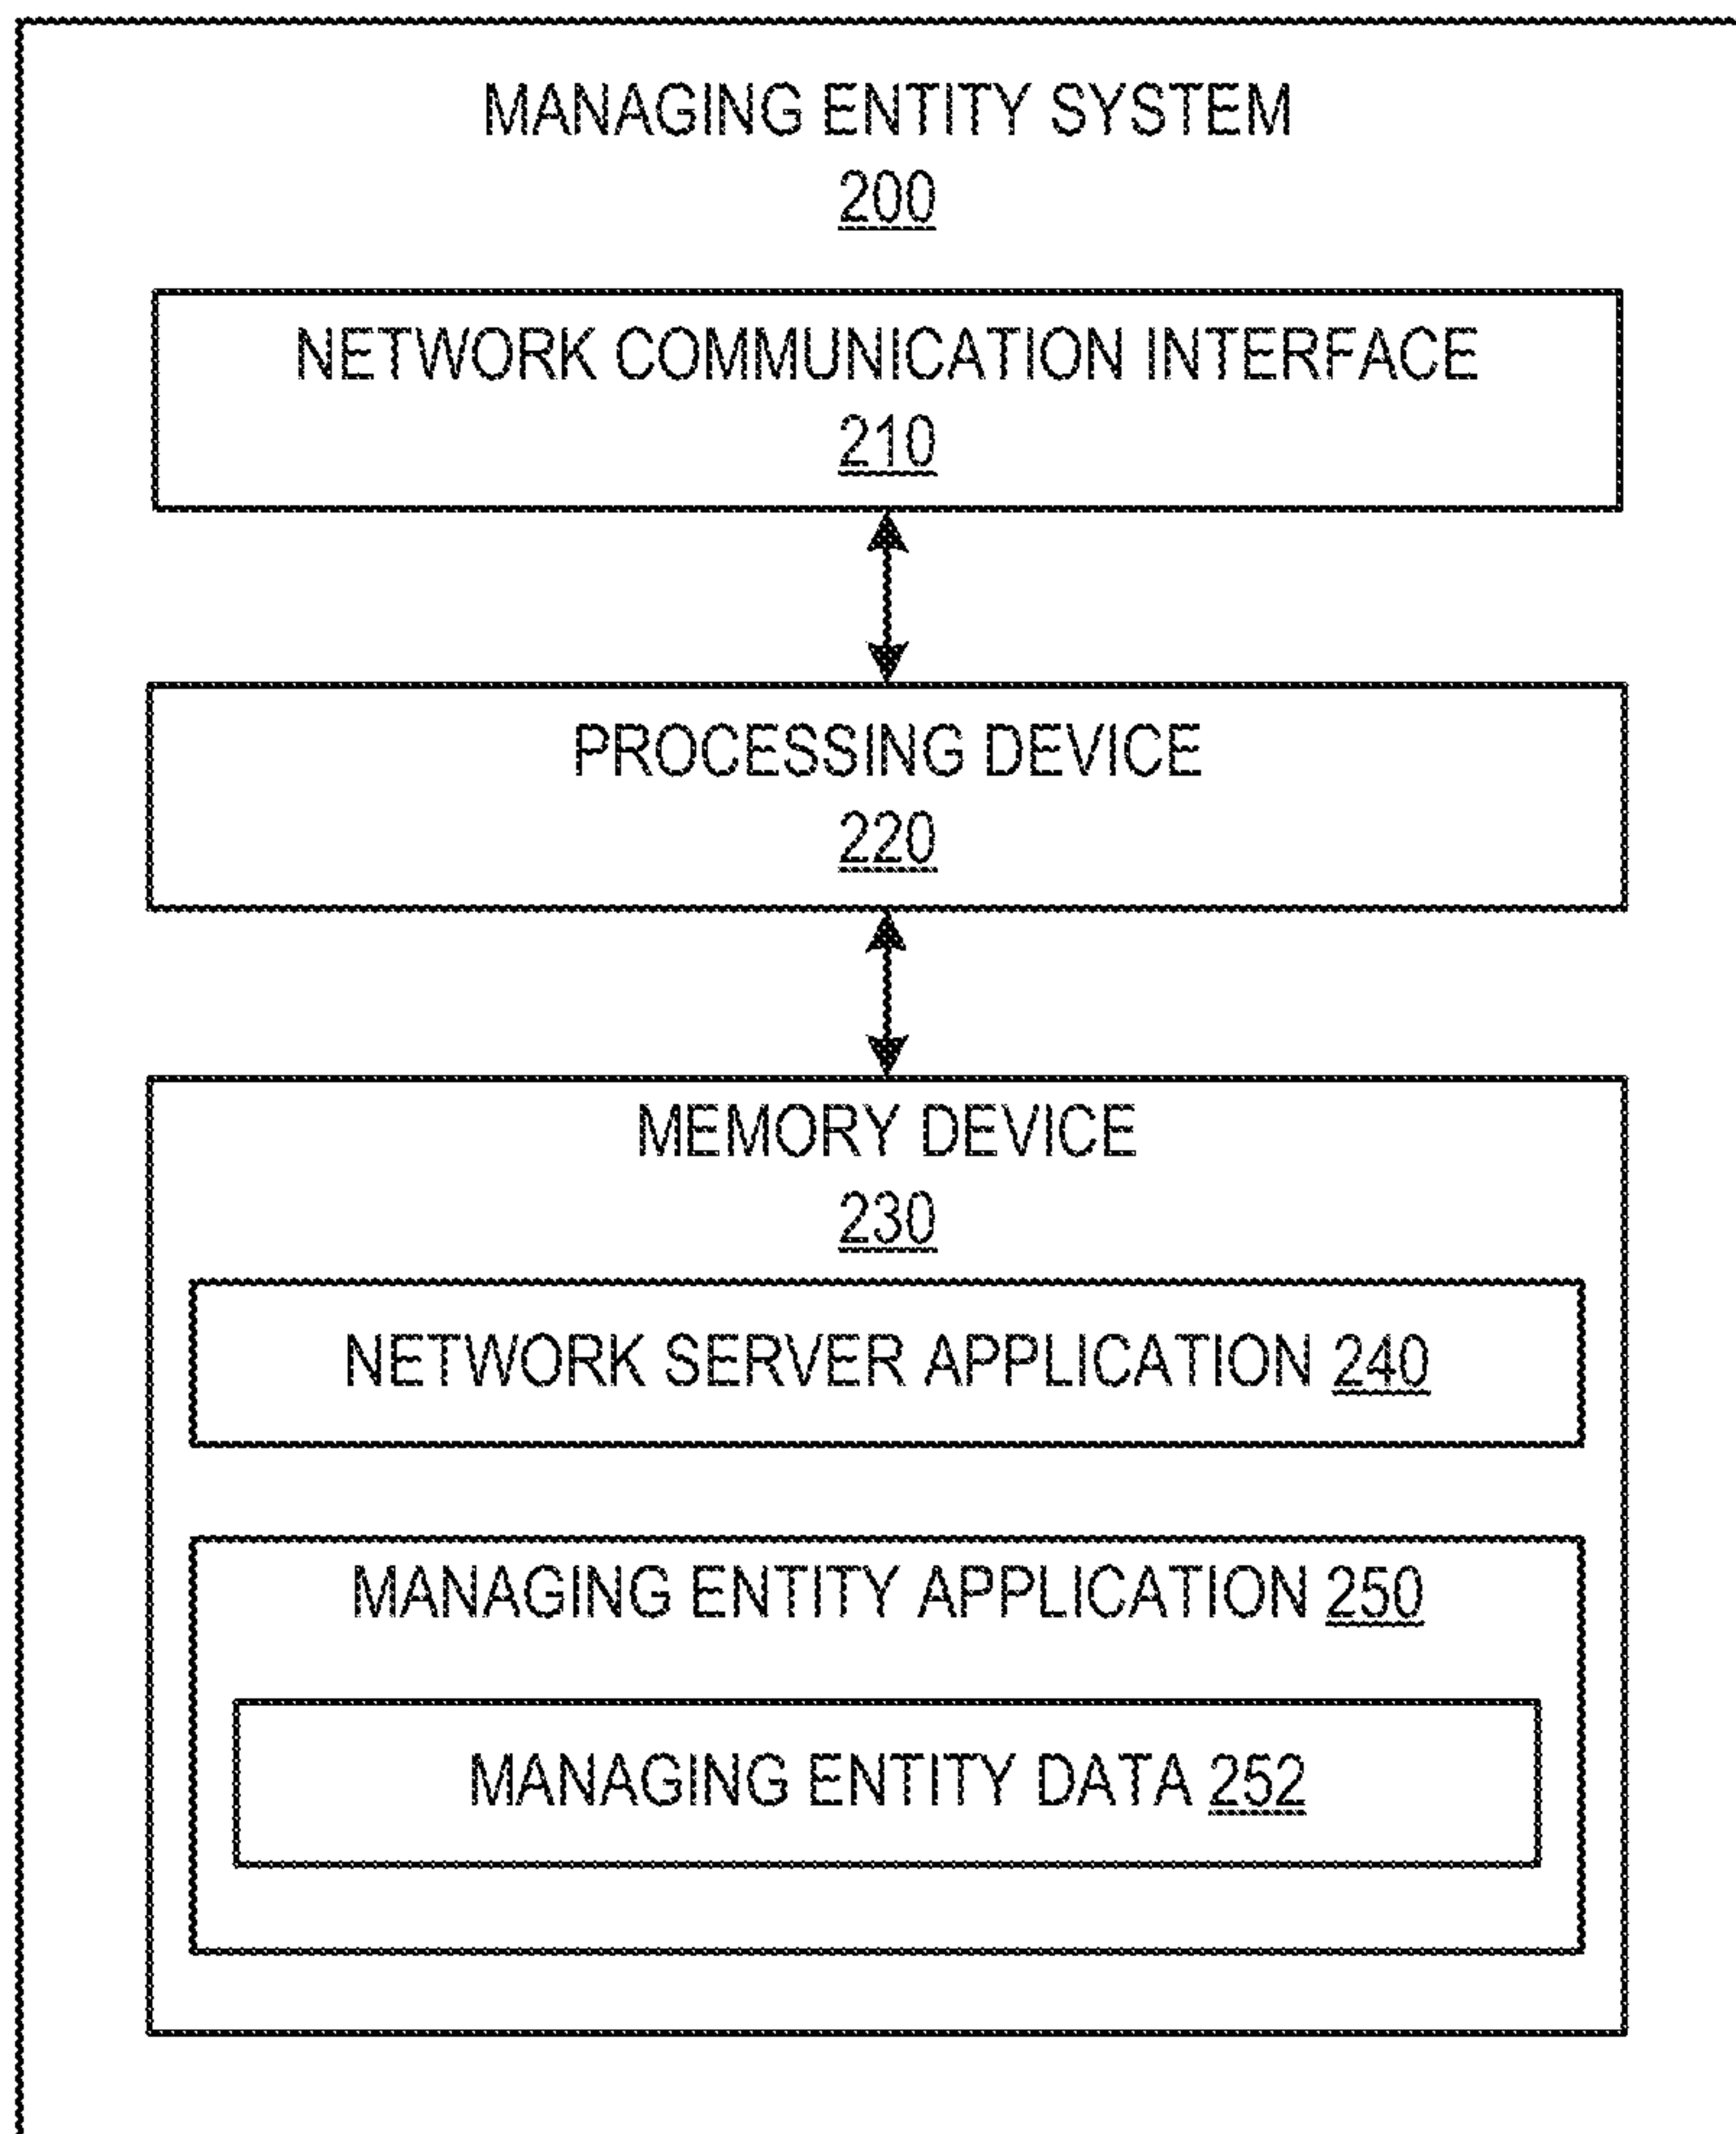 MANAGING ENTITY SYSTEM
200
NETWORK COMMUNICATION INTERFACE
210
PROCESSING DEVICE
220
MEMORY DEVICE
230
NETWORK SERVER APPLICATION 240
MANAGING ENTITY APPLICATION 250
MANAGING ENTITY DATA 252